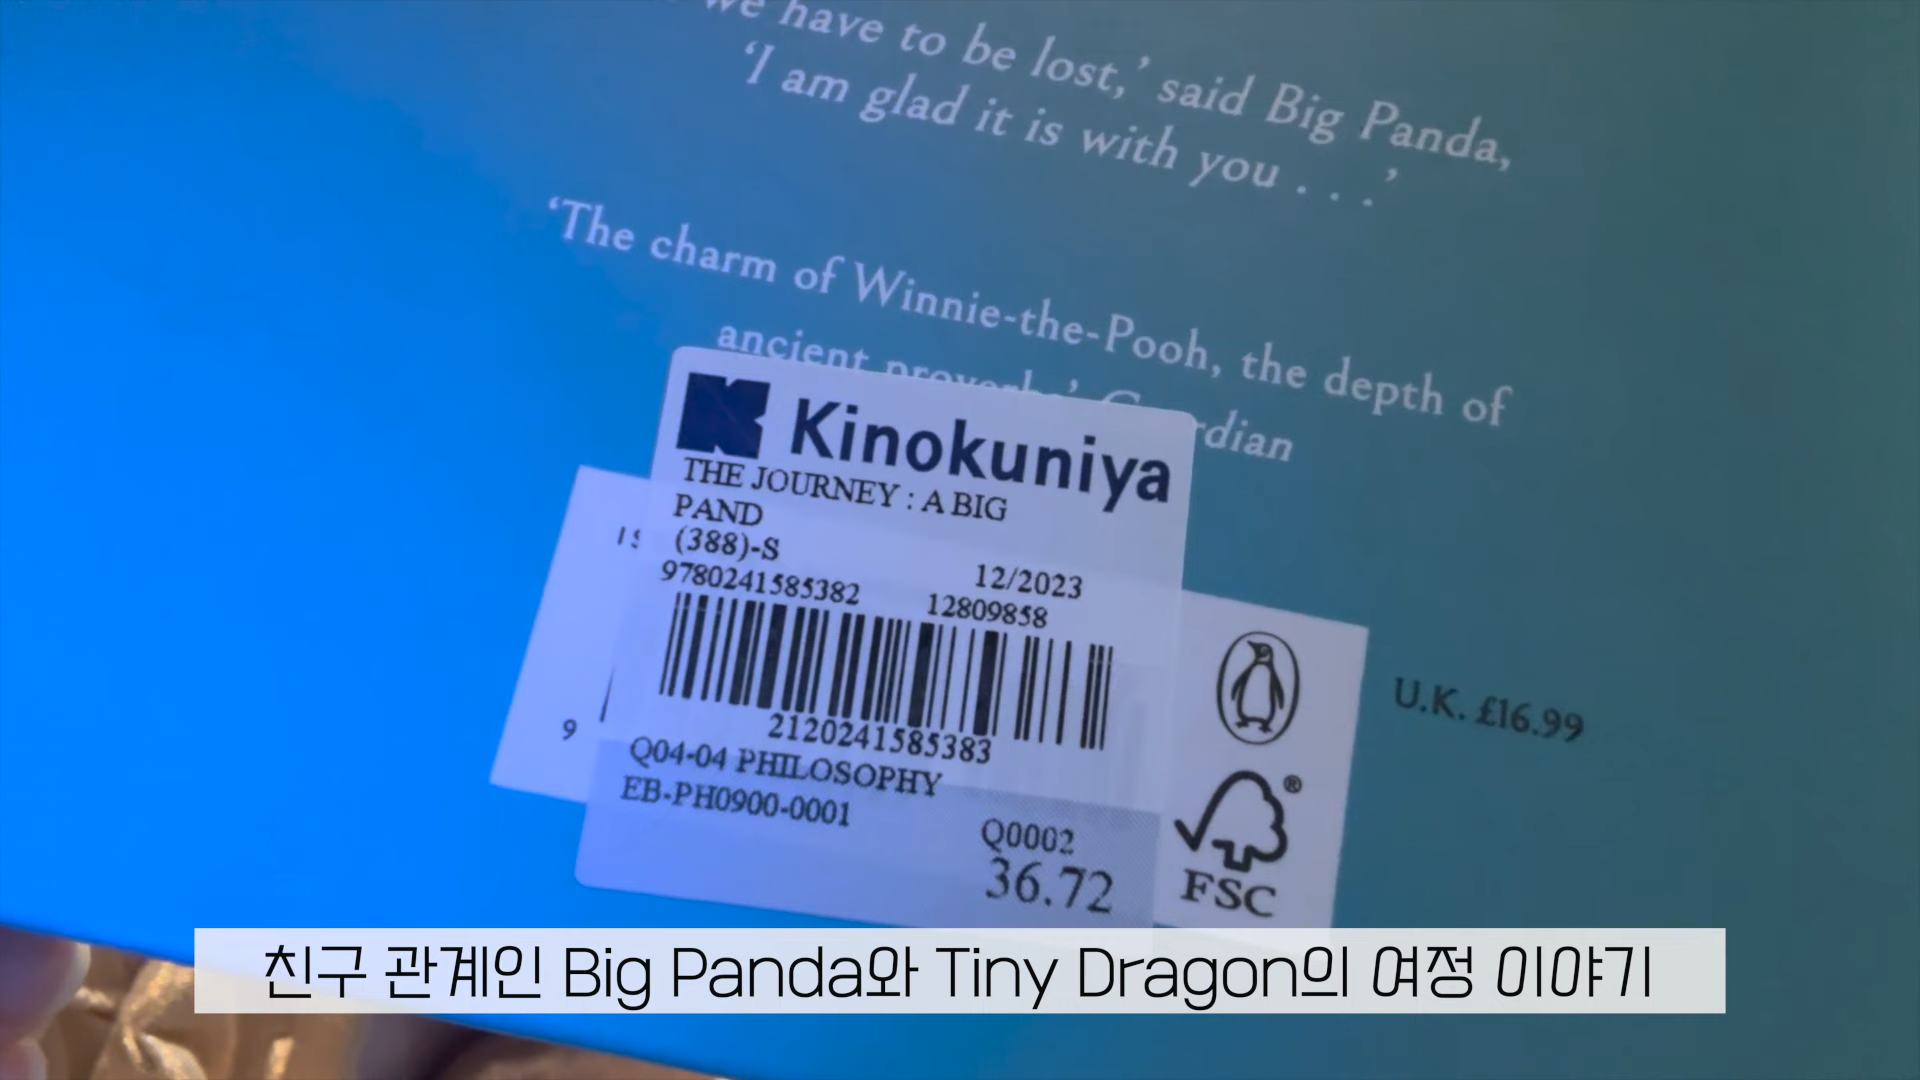 we have to be lost,' said Big Panda,
'I am glad it is with you . . .'
'The charm of Winnie-the-Pooh, the depth of
ancient
Kinokuniya
THE JOURNEY : A BIG
PAND
(388)-S
12/2023
9780241585382 12809858
2120241585383
Q04-04 PHILOSOPHY
EB-PH0900-0001
Q0002
36.72
9
U.K. £16.99
® FSC
친구 관계인 Big Panda와 Tiny Dragon의 여정 이야기